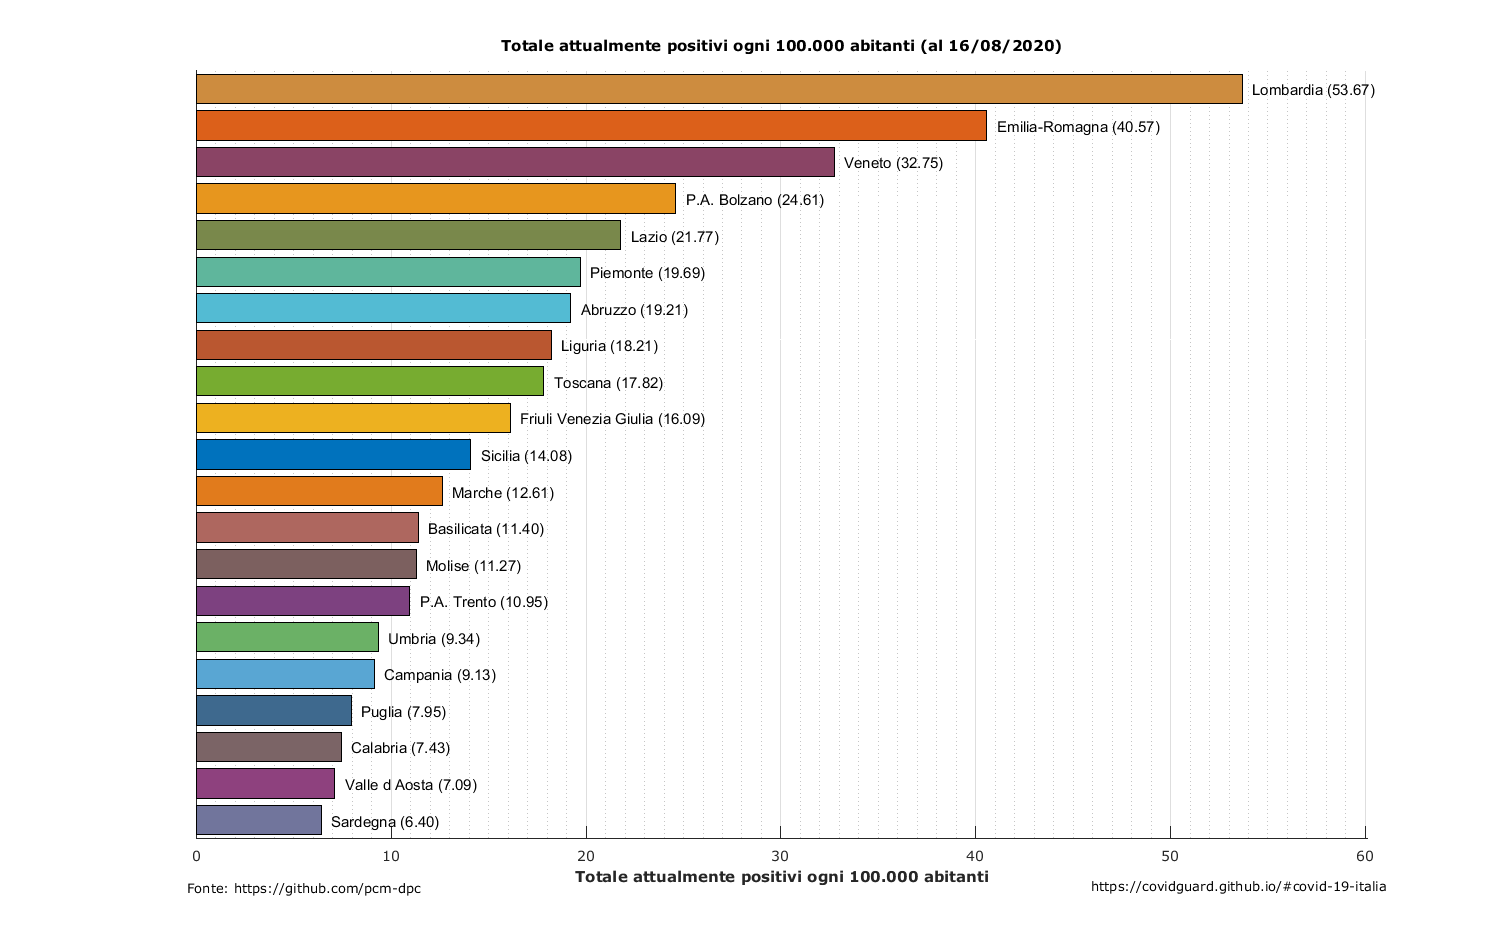 Totale attualmente positivi ogni 100.000 abitanti (al 16/08/2020)
Lombardia (53.67)
Emilia-Romagna (40.57)
Veneto (32.75)
P.A. Bolzano (24.61)
Lazio (21.77)
Piemonte (19.69)
Abruzzo (19.21)
Liguria (18.21)
Toscana (17.82)
Friuli Venezia Giulia (16.09)
Sicilia (14.08)
Marche (12.61)
Basilicata (11.40)
Molise (11.27)
P.A. Trento (10.95)
Umbria (9.34)
Campania (9.13)
Puglia (7.95)
Calabria (7.43)
Valle d Aosta (7.09)
Sardegna (6.40)
0 10 20 30 40 50 60
Totale attualmente positivi ogni 100.000 abitanti
Fonte: https://github.com/pcm-dpc
https://covidguard.github.io/#covid-19-italia